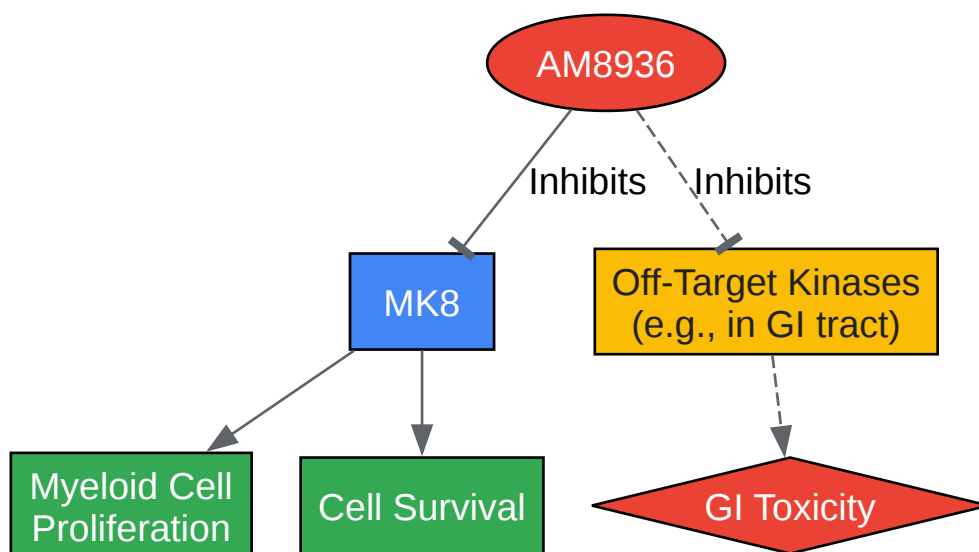 AM8936
Inhibits
Inhibits
MK8
Off-Target Kinases
(e.g., in GI tract)
Myeloid Cell
Proliferation
Cell Survival
GI Toxicity